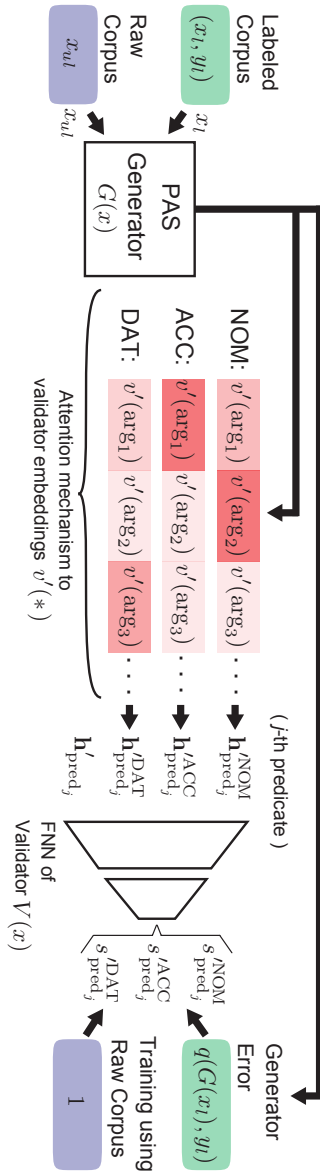 Labeled
Corpus
(x_l, y_l)
x_l
Raw
Corpus
x_ul
x_ul
PAS
Generator
G(x)
NOM: v′(arg_1) v′(arg_2) v′(arg_3) · · ·
ACC: v′(arg_1) v′(arg_2) v′(arg_3) · · ·
DAT: v′(arg_1) v′(arg_2) v′(arg_3) · · ·
Attention mechanism to
validator embeddings v′(*)
( j-th predicate )
h′^NOM_pred_j
h′^ACC_pred_j
h′^DAT_pred_j
h′_pred_j
FNN of
Validator V(x)
s′^NOM_pred_j
s′^ACC_pred_j
s′^DAT_pred_j
Generator
Error
q(G(x_l), y_l)
1
Training using
Raw Corpus